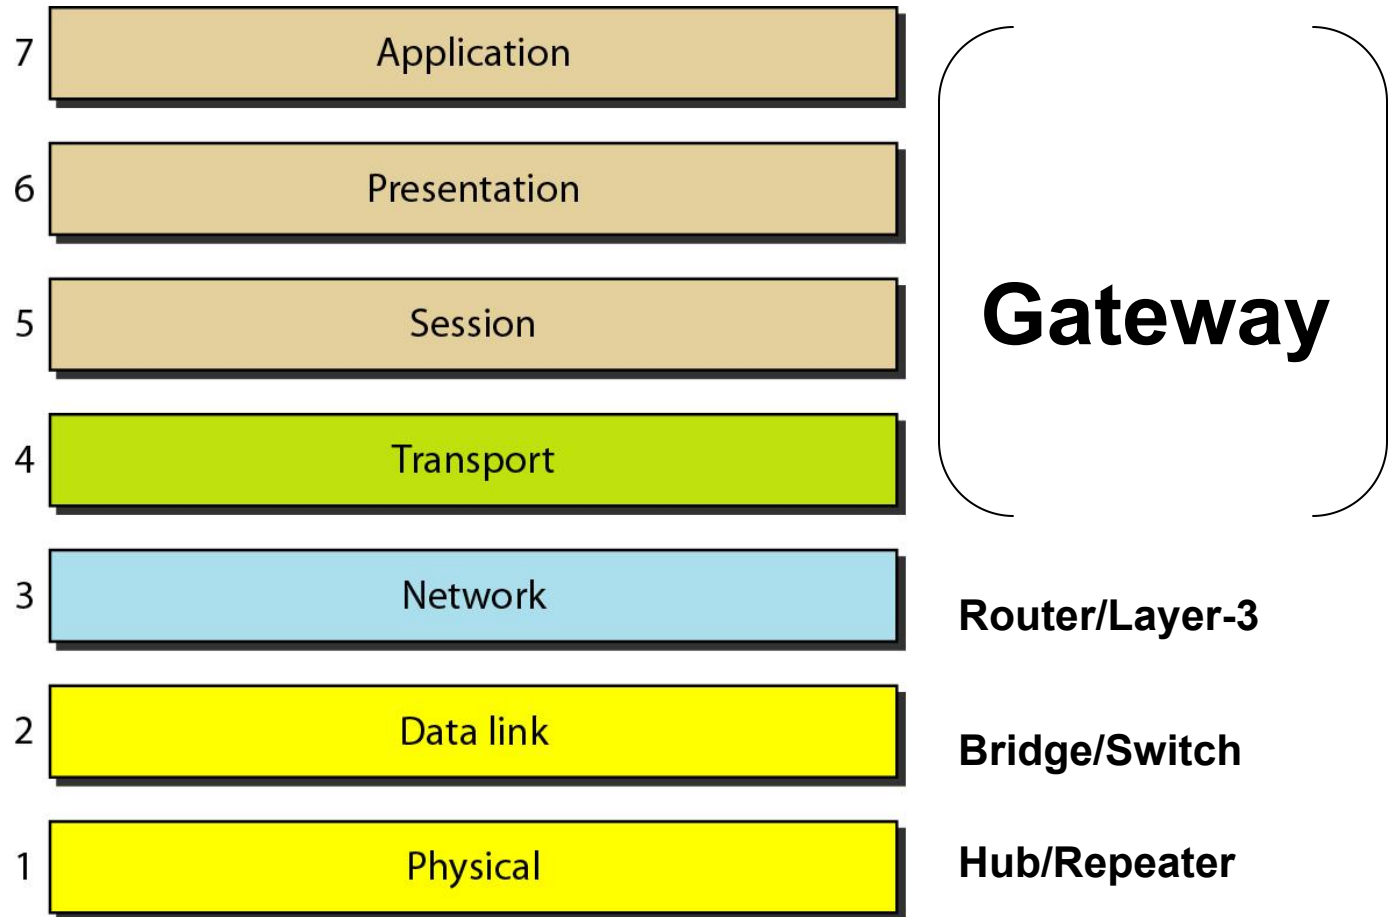 7 Application
6 Presentation
5 Session
Gateway
4 Transport
3 Network
Router/Layer-3
2 Data link
Bridge/Switch
1 Physical
Hub/Repeater